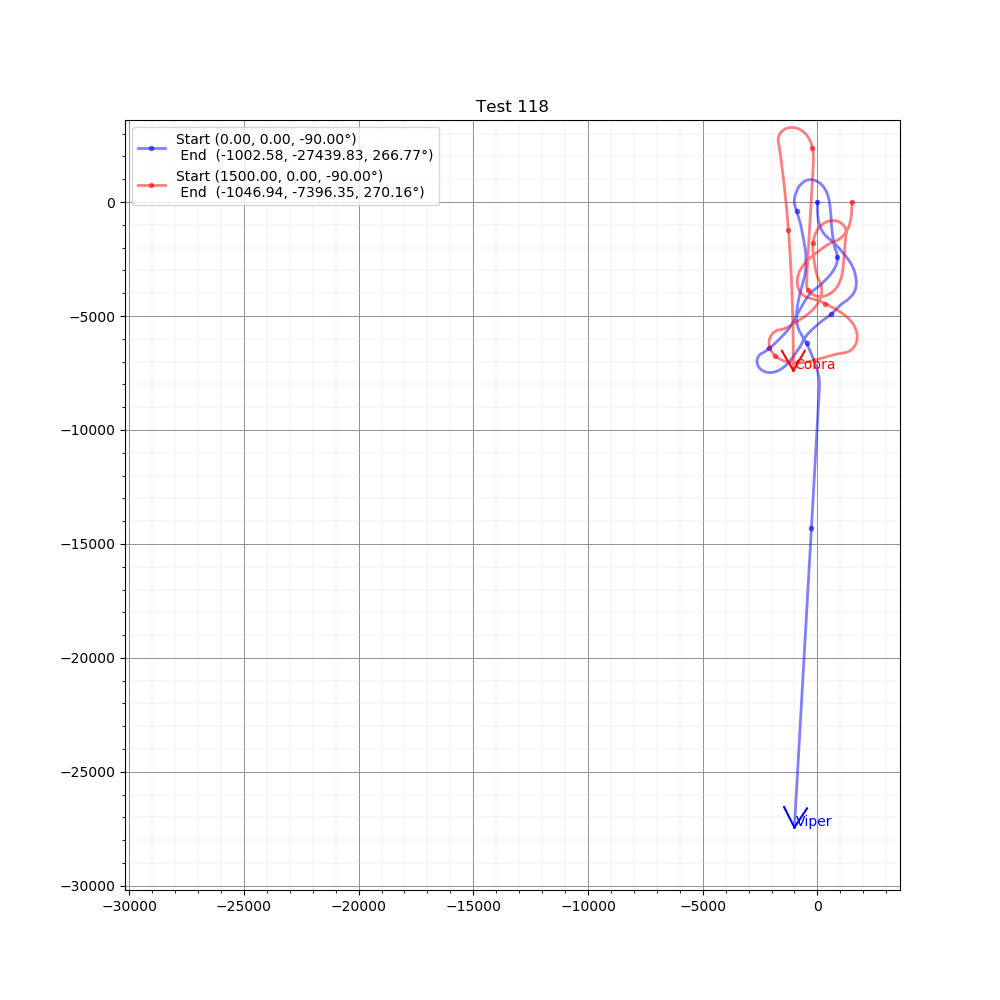 Test 118
Start (0.00, 0.00, -90.00°)
End  (-1002.58, -27439.83, 266.77°)
Start (1500.00, 0.00, -90.00°)
End  (-1046.94, -7396.35, 270.16°)
0
−5000
−10000
−15000
−20000
−25000
−30000
Cobra
Viper
−30000
−25000
−20000
−15000
−10000
−5000
0